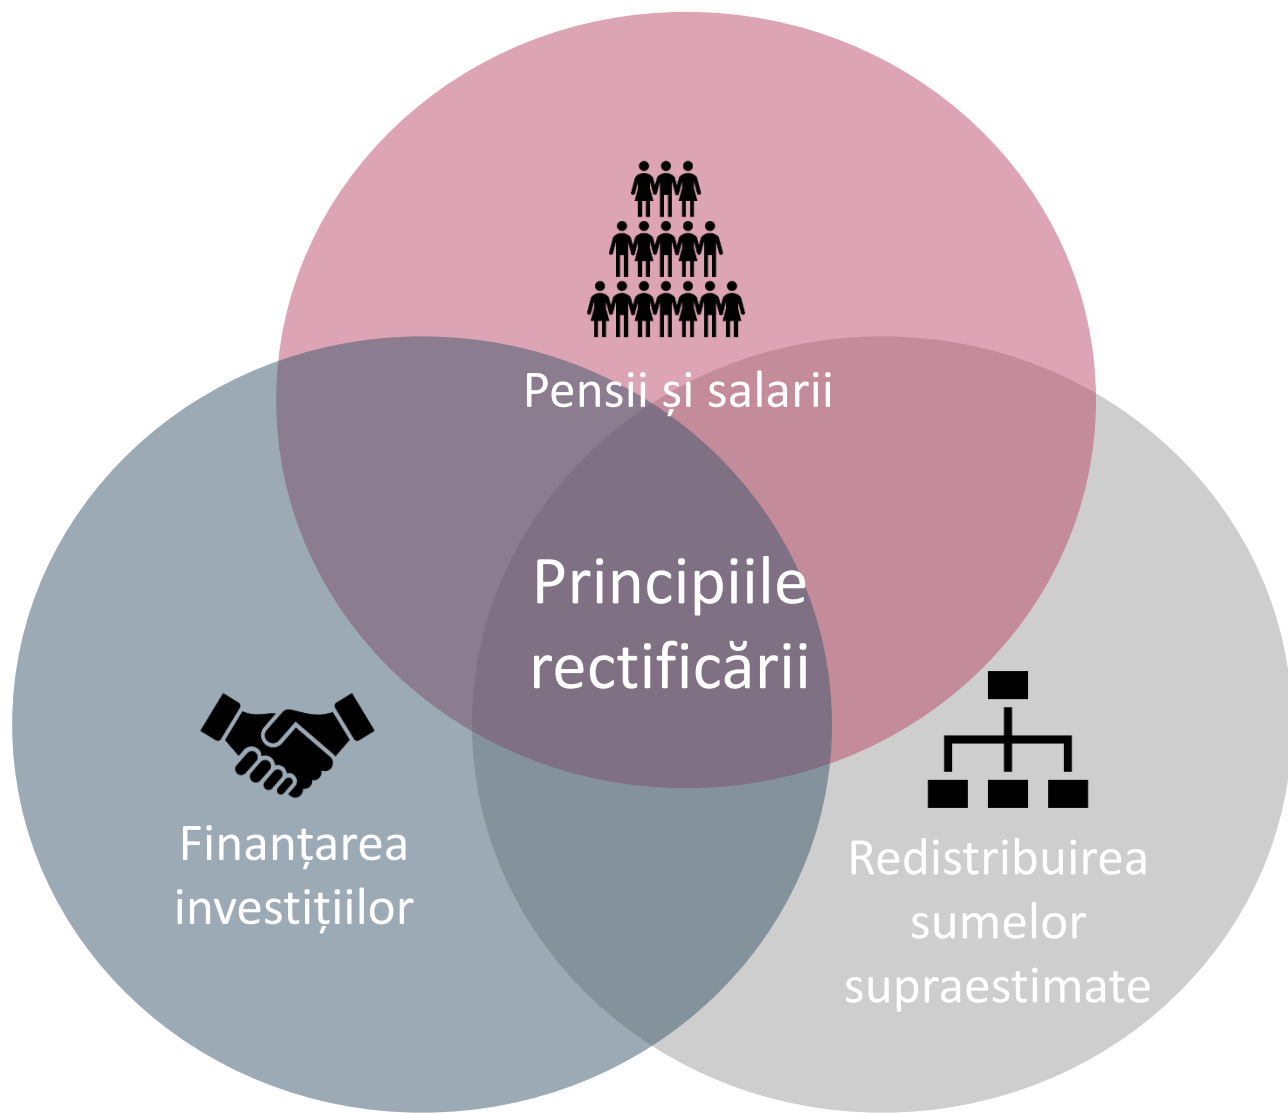 Pensii și salarii
Principiile
rectificării
Finanțarea
investițiilor
Redistribuirea
sumelor
supraestimate